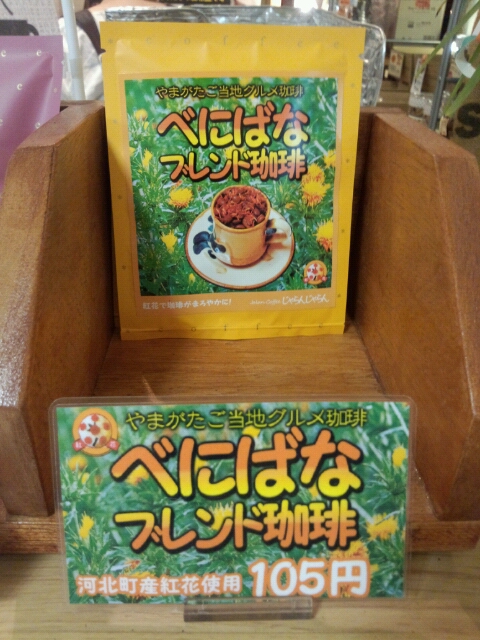 coffee
やまがたご当地グルメ珈琲
べにばな
ブレンド珈琲
紅花で珈琲がまろやかに!
じゃらんじゃらん
やまがたご当地グルメ珈琲
べにばな
ブレンド珈琲
河北町産紅花使用 105円